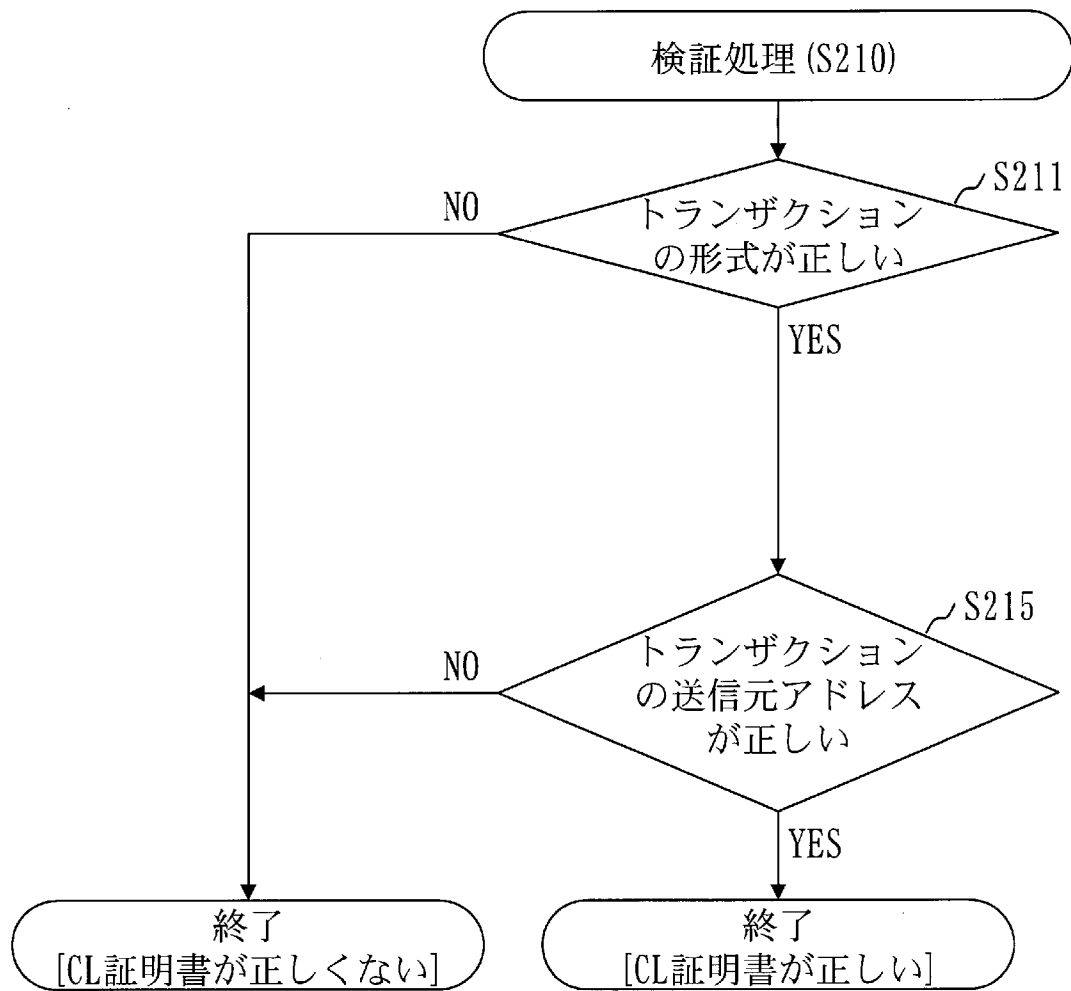 検証処理(S210)
S211
NO
トランザクション
の形式が正しい
YES
S215
NO
トランザクション
の送信元アドレス
が正しい
YES
終了
[CL証明書が正しくない]
終了
[CL証明書が正しい]